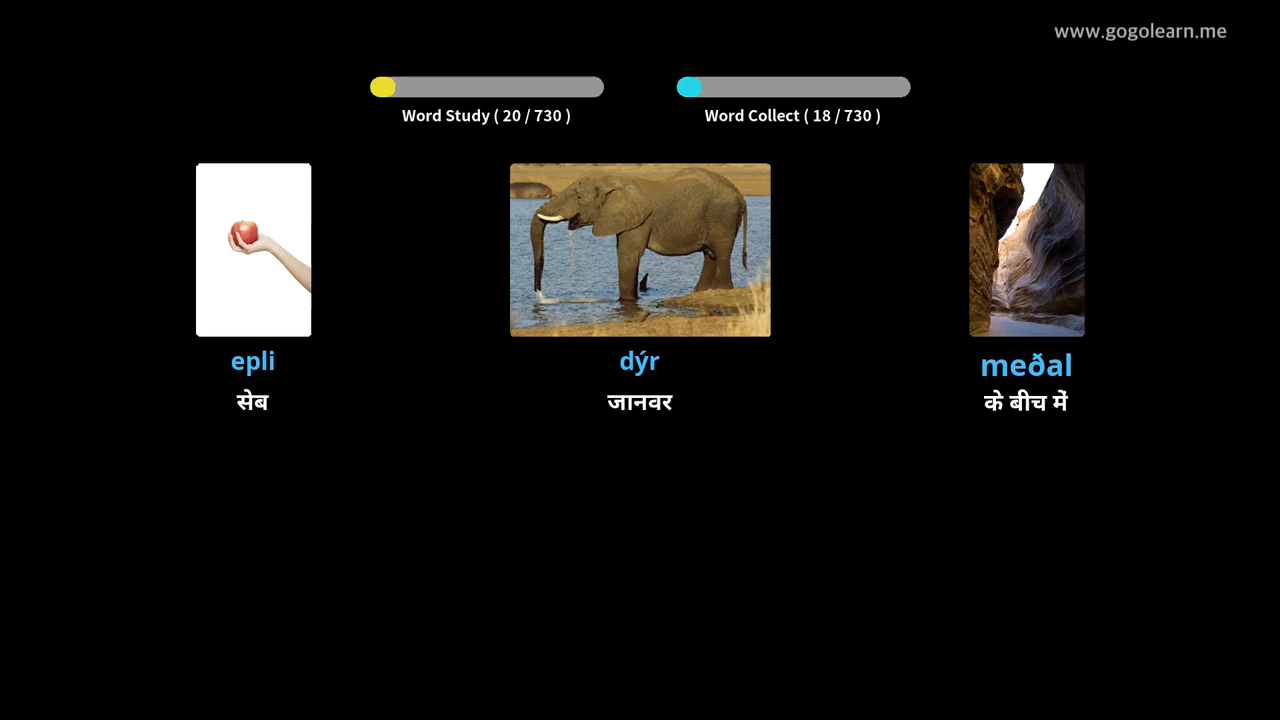 www.gogolearn.me
Word Study ( 20 / 730 )
Word Collect ( 18 / 730 )
epli
सेब
dýr
जानवर
meðal
के बीच में